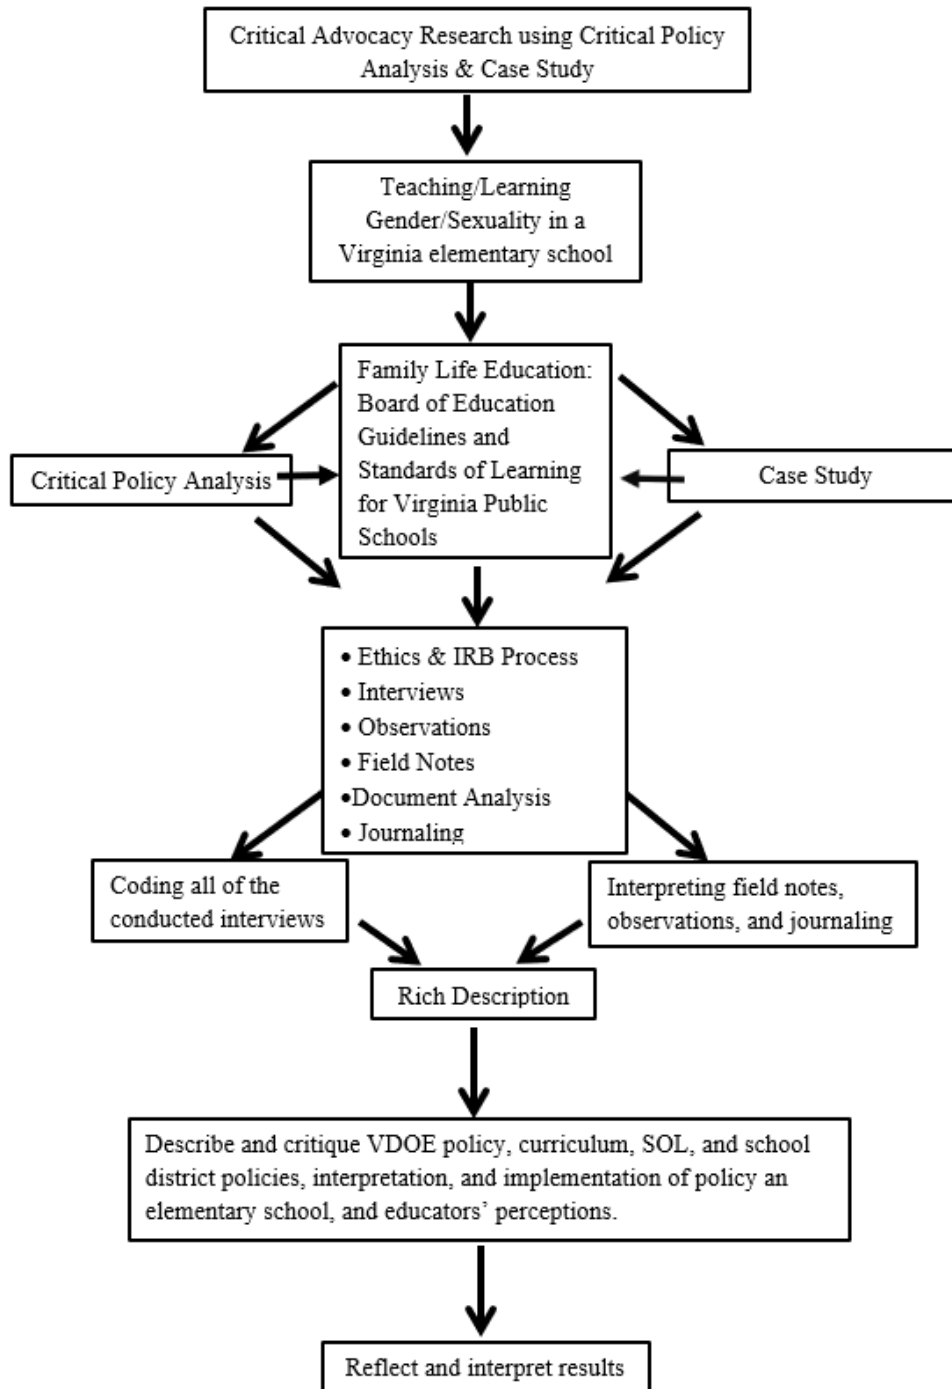 Critical Advocacy Research using Critical Policy
Analysis & Case Study
Teaching/Learning
Gender/Sexuality in a
Virginia elementary school
Family Life Education:
Board of Education
Guidelines and
Standards of Learning
for Virginia Public
Schools
Critical Policy Analysis
Case Study
• Ethics & IRB Process
• Interviews
• Observations
• Field Notes
•Document Analysis
• Journaling
Coding all of the
conducted interviews
Interpreting field notes,
observations, and journaling
Rich Description
Describe and critique VDOE policy, curriculum, SOL, and school
district policies, interpretation, and implementation of policy an
elementary school, and educators’ perceptions.
Reflect and interpret results